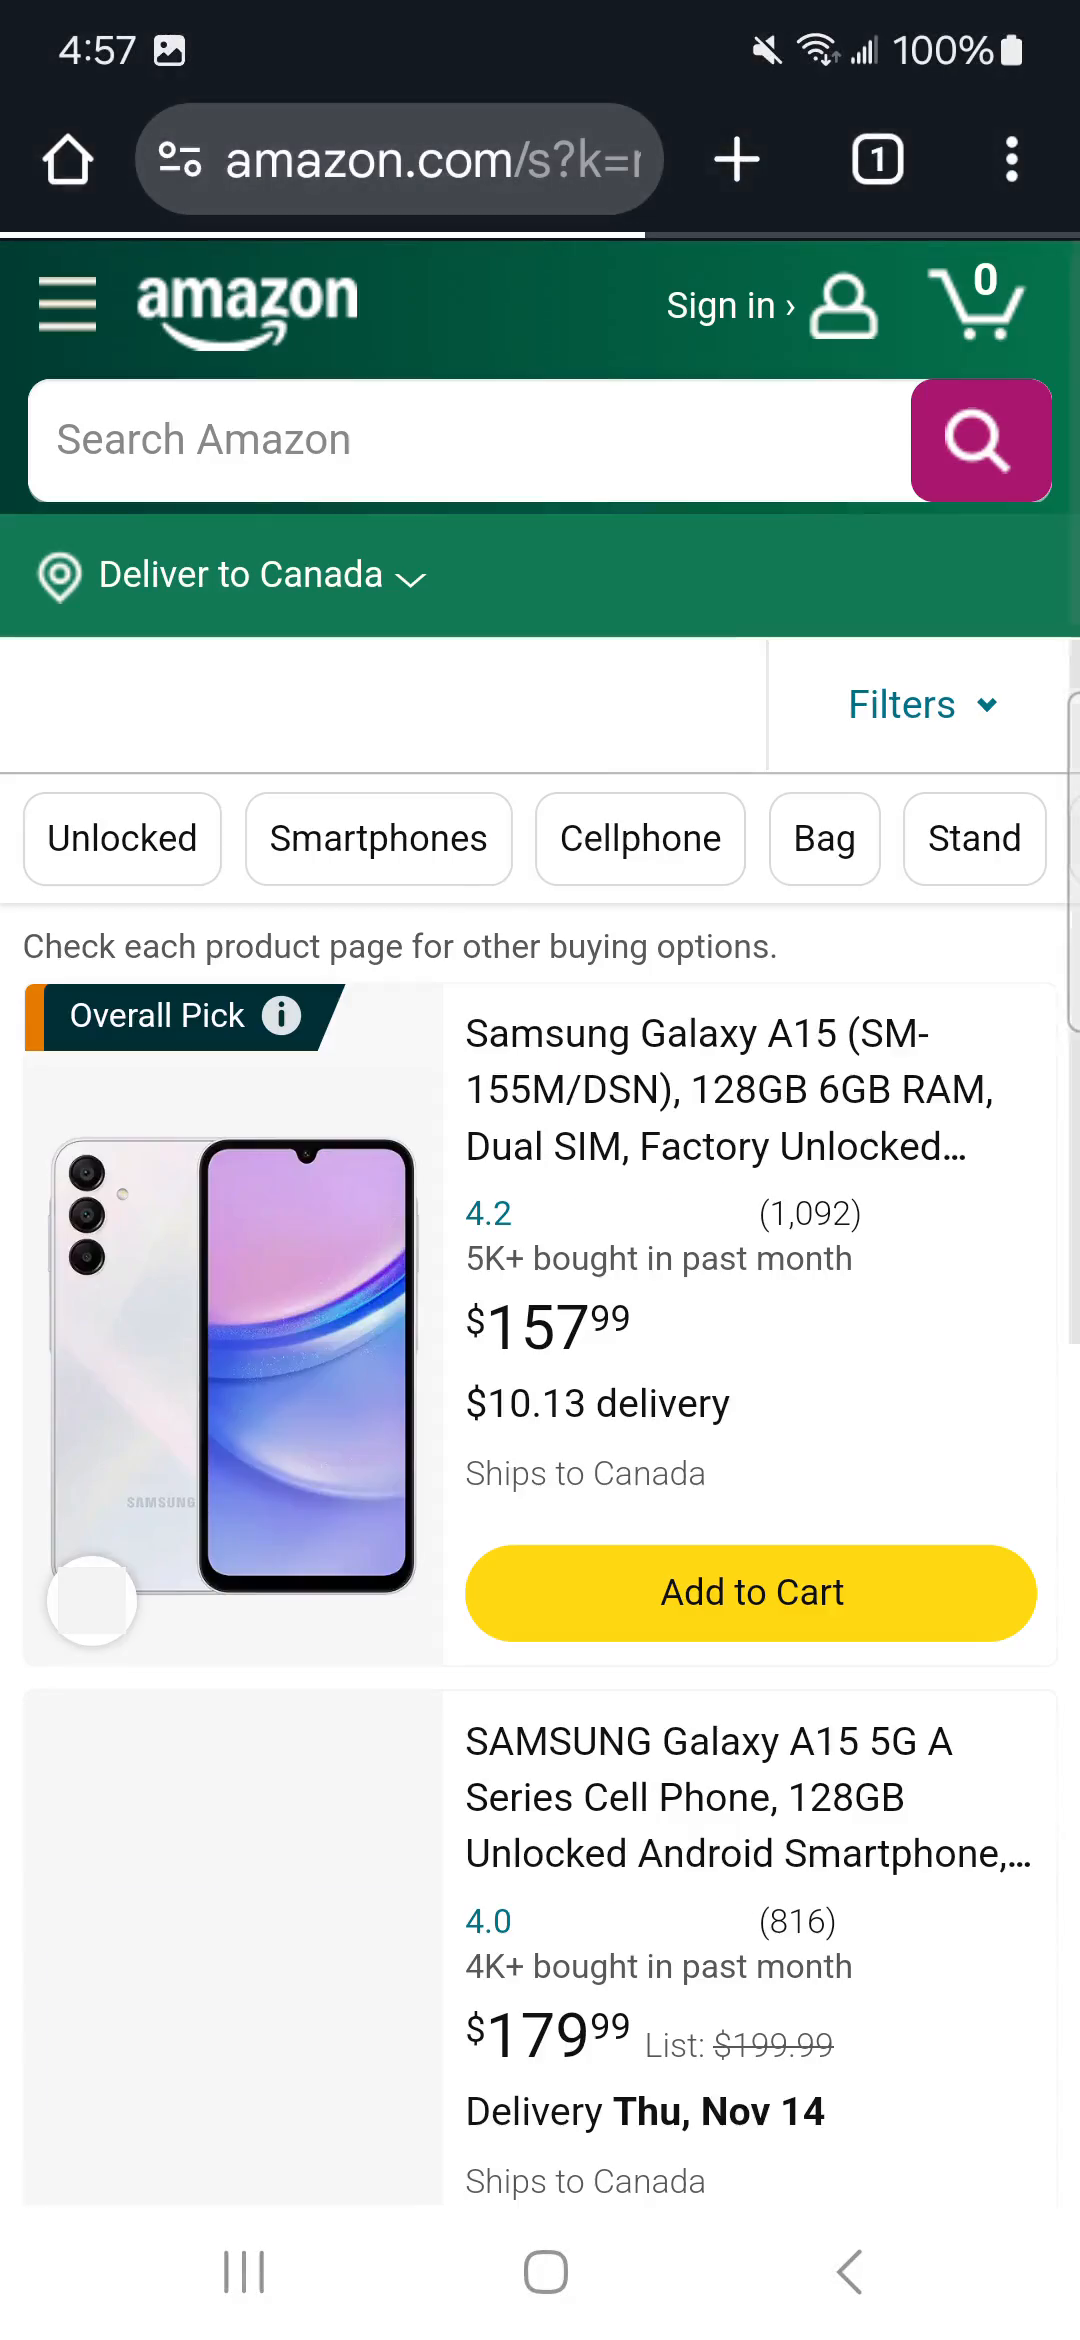 4:57
100%
amazon.com/s?k=
1
amazon
Sign in ›
0
Search Amazon
Deliver to Canada
Filters
Unlocked
Smartphones
Cellphone
Bag
Stand
Check each product page for other buying options.
Overall Pick
SAMSUNG
Samsung Galaxy A15 (SM-
155M/DSN), 128GB 6GB RAM,
Dual SIM, Factory Unlocked...
4.2 (1,092)
5K+ bought in past month
$157.99
$10.13 delivery
Ships to Canada
Add to Cart
SAMSUNG Galaxy A15 5G A
Series Cell Phone, 128GB
Unlocked Android Smartphone,...
4.0 (816)
4K+ bought in past month
$179.99 List: $199.99
Delivery Thu, Nov 14
Ships to Canada